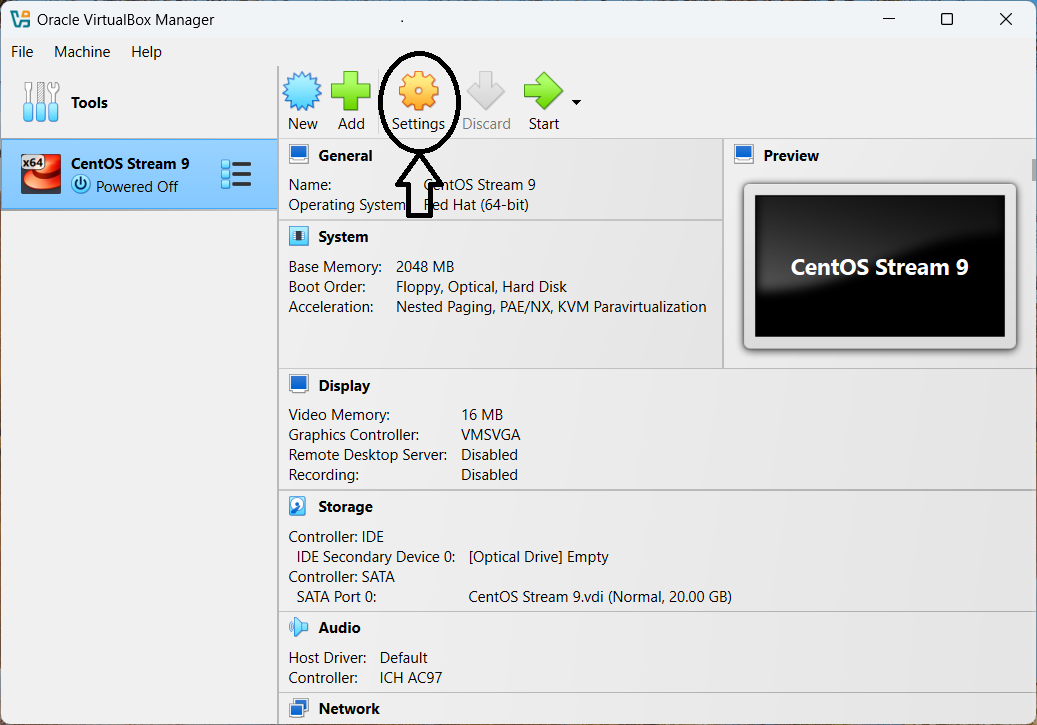 Oracle VirtualBox Manager
File Machine Help
Tools
New Add Settings Discard Start
x64
CentOS Stream 9
Powered Off
General
Name: CentOS Stream 9
Operating System Red Hat (64-bit)
System
Base Memory: 2048 MB
Boot Order: Floppy, Optical, Hard Disk
Acceleration: Nested Paging, PAE/NX, KVM Paravirtualization
Preview
CentOS Stream 9
Display
Video Memory: 16 MB
Graphics Controller: VMSVGA
Remote Desktop Server: Disabled
Recording: Disabled
Storage
Controller: IDE
IDE Secondary Device 0: [Optical Drive] Empty
Controller: SATA
SATA Port 0: CentOS Stream 9.vdi (Normal, 20.00 GB)
Audio
Host Driver: Default
Controller: ICH AC97
Network